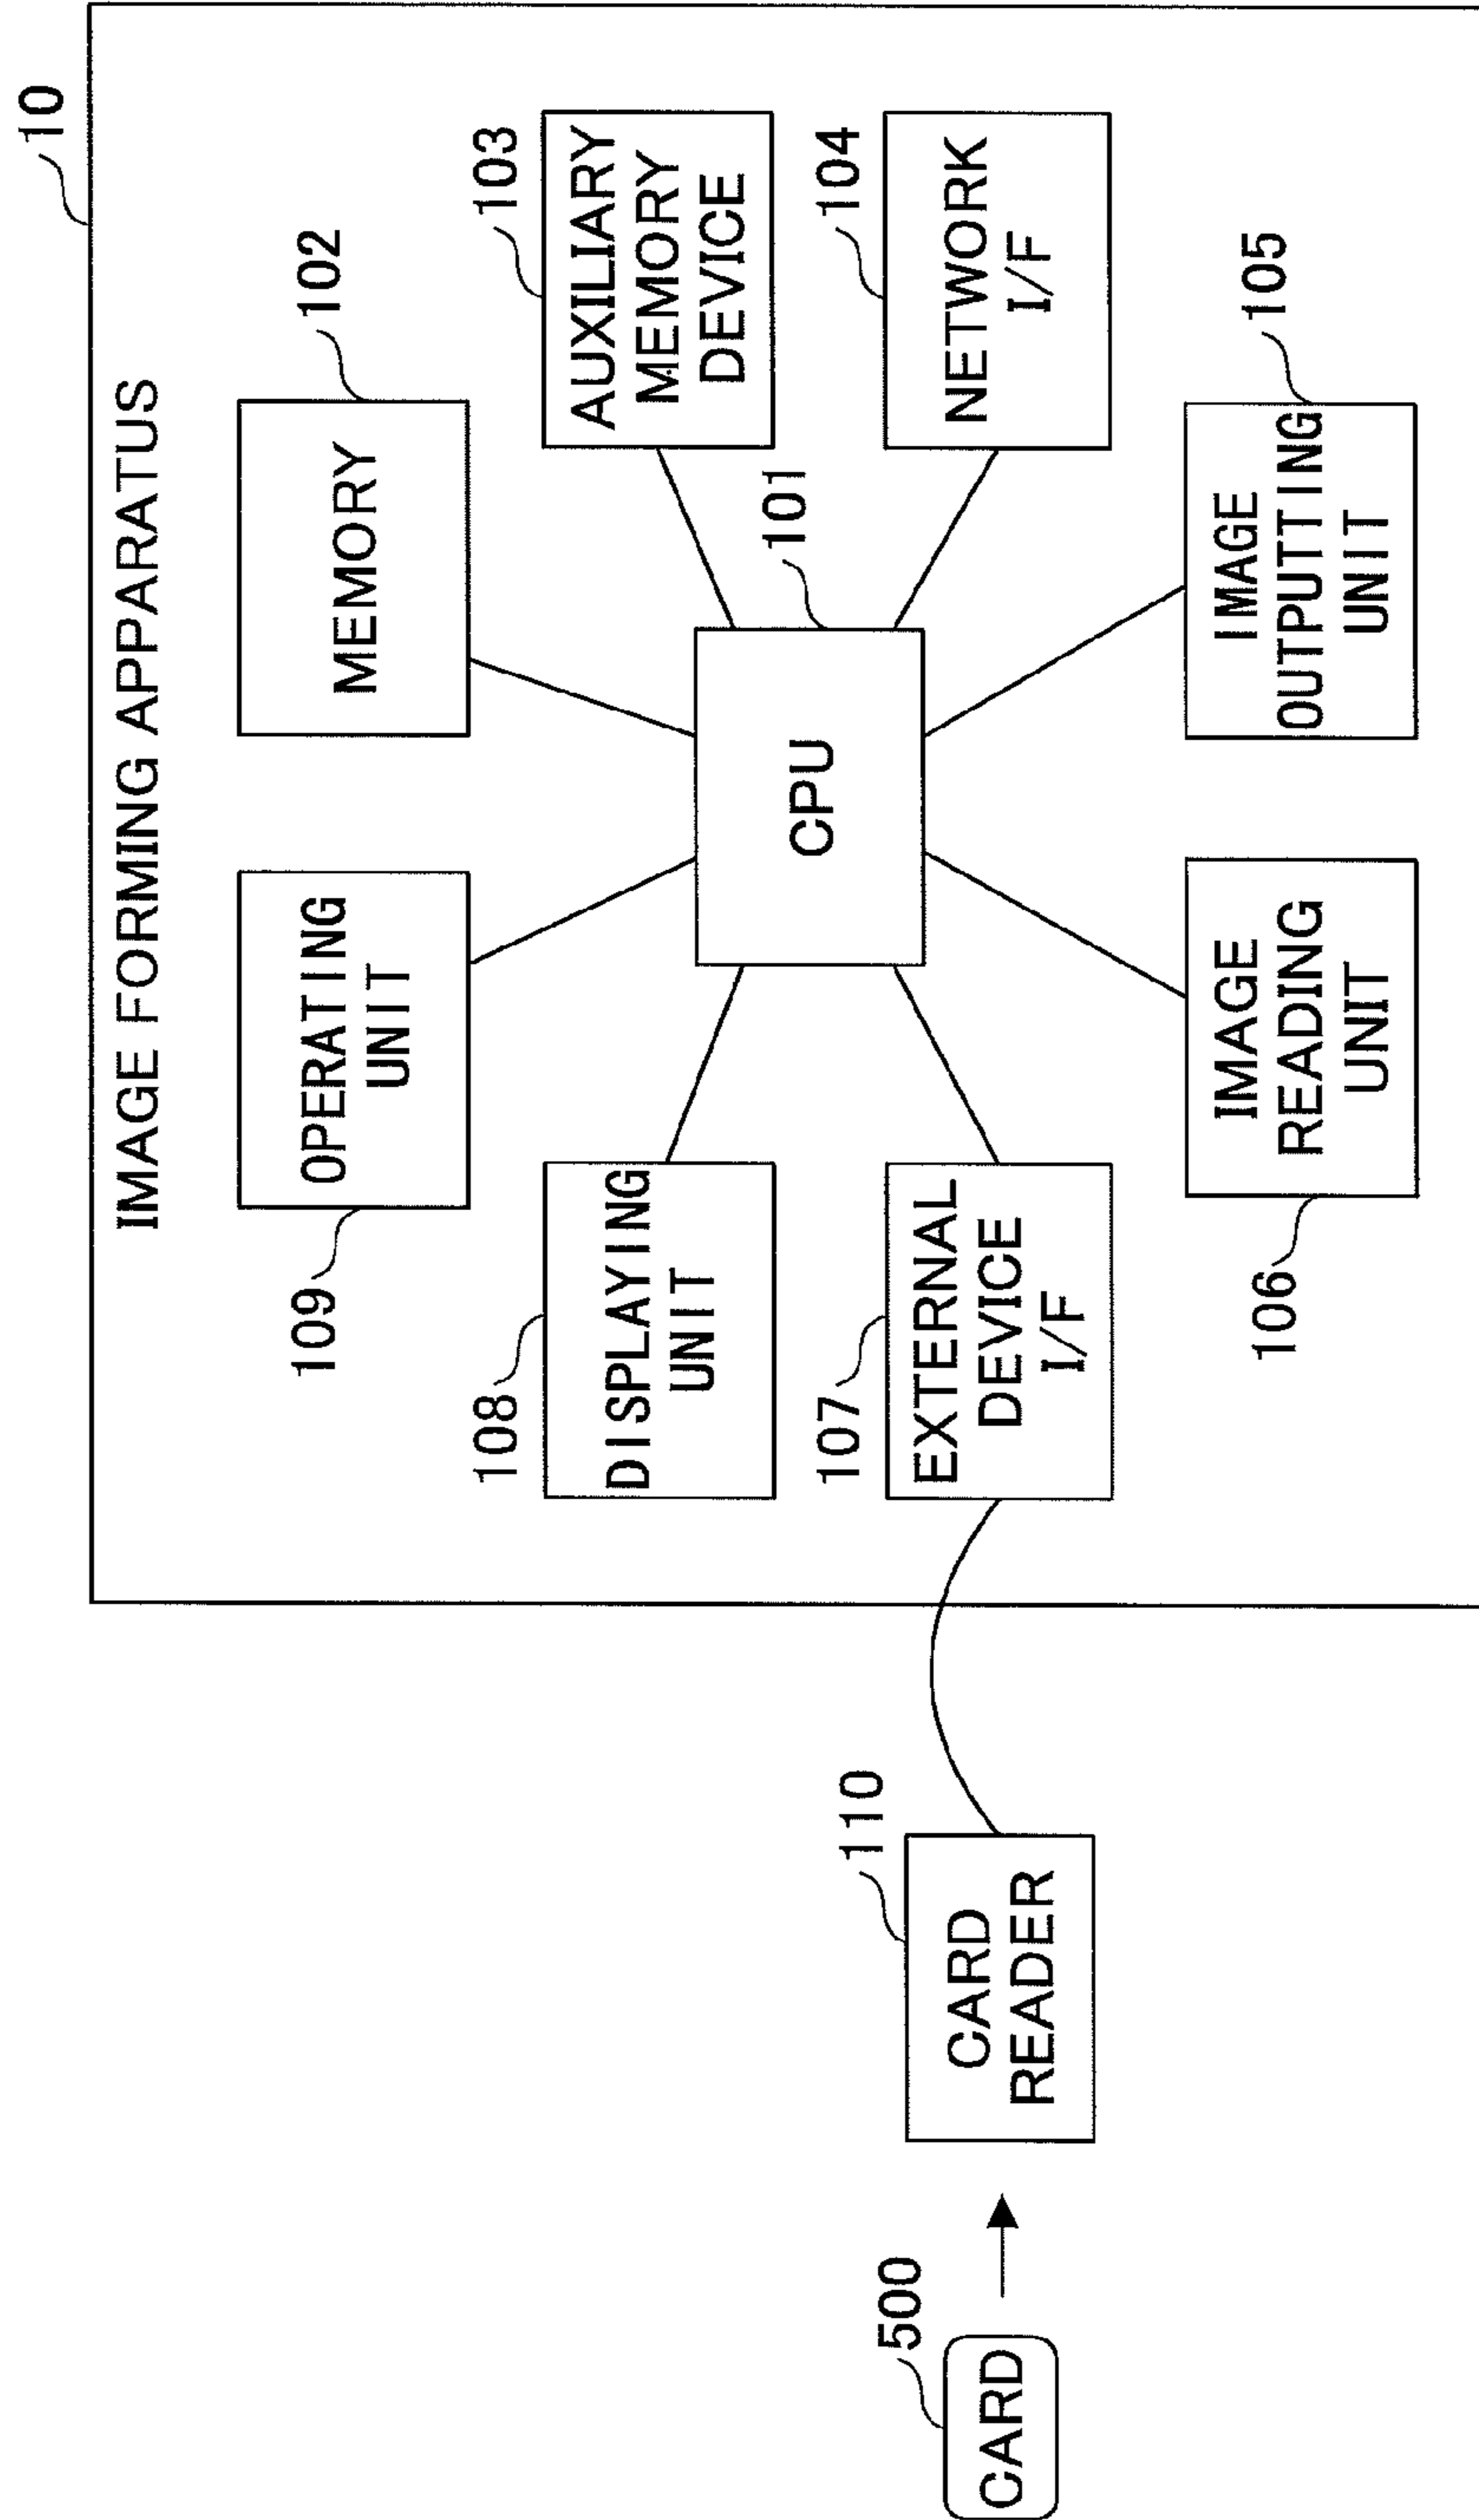 10
IMAGE FORMING APPARATUS
109
OPERATING
UNIT
102
MEMORY
108
DISPLAYING
UNIT
103
AUXILIARY
MEMORY
DEVICE
101
CPU
500
CARD
110
CARD
READER
107
EXTERNAL
DEVICE
I/F
104
NETWORK
I/F
106
IMAGE
READING
UNIT
105
IMAGE
OUTPUTTING
UNIT